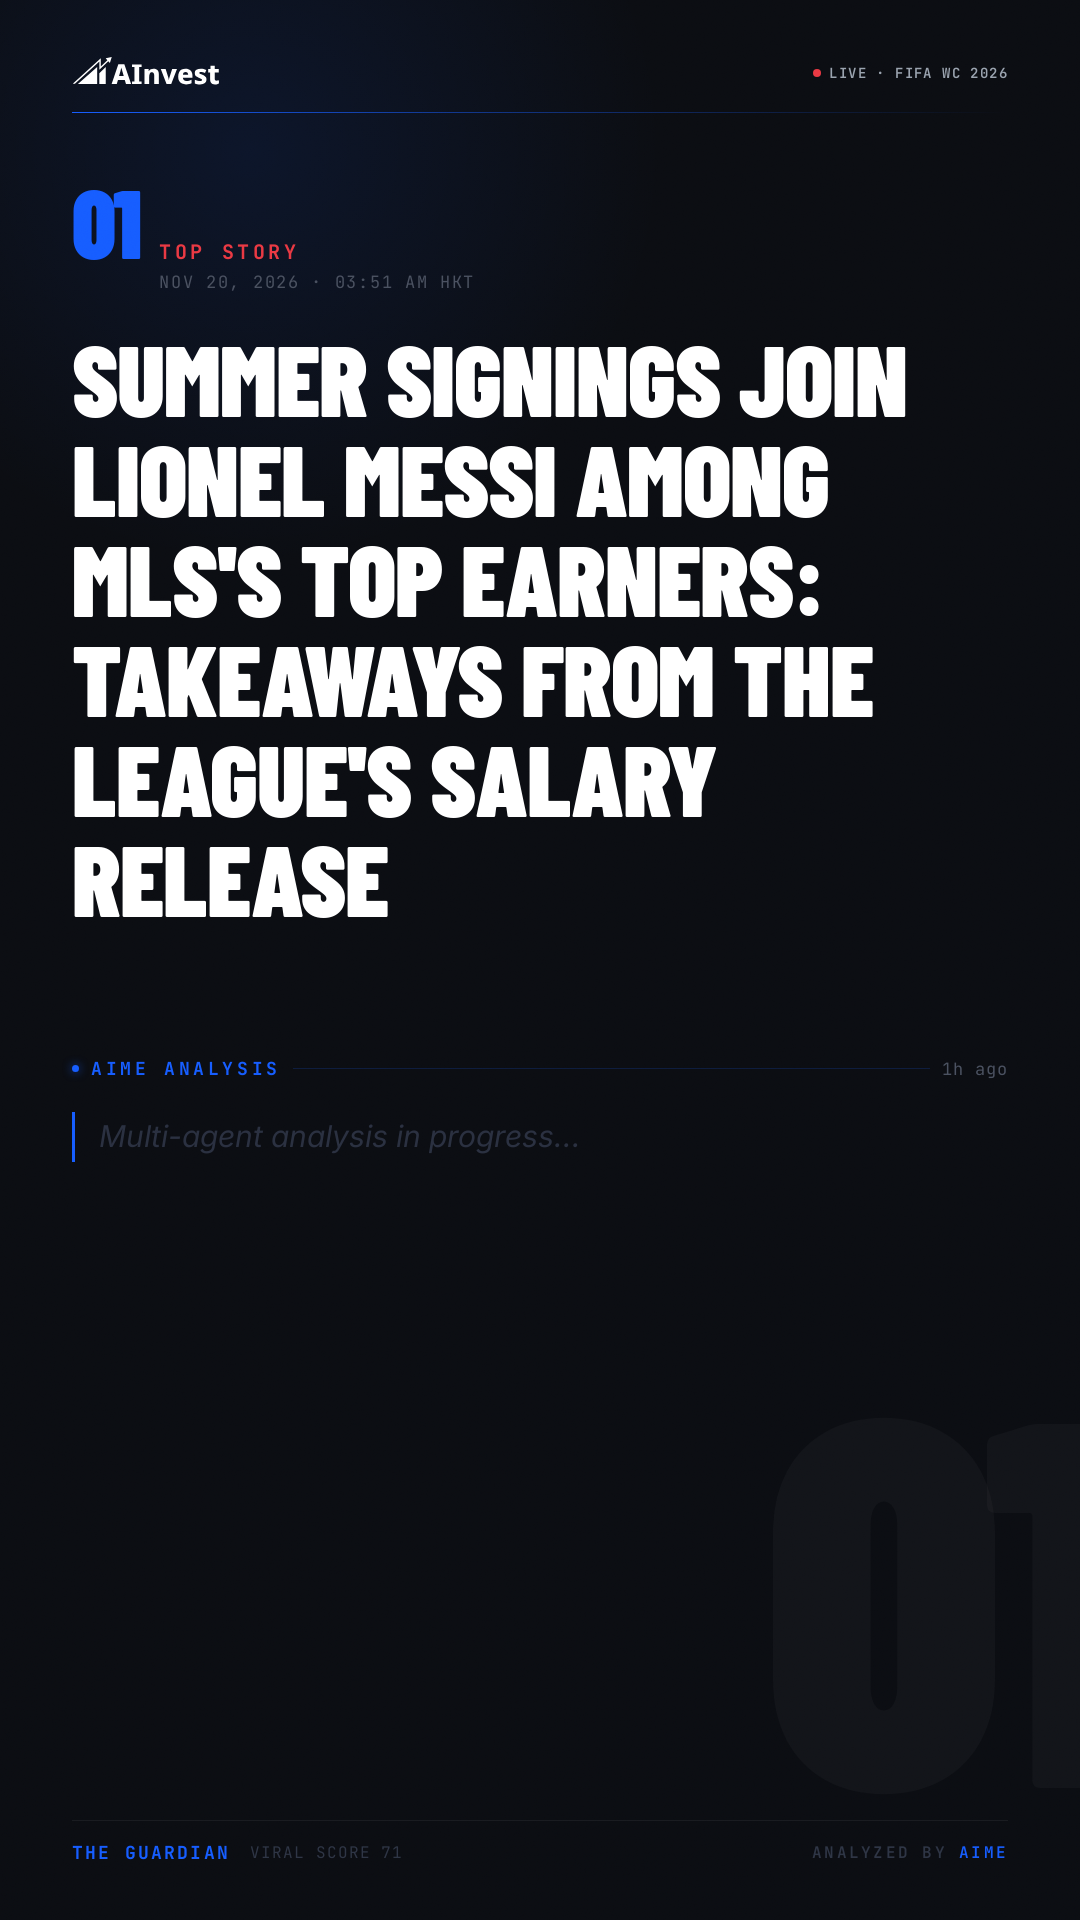 AInvest
LIVE · FIFA WC 2026
01
TOP STORY
NOV 20, 2026 · 03:51 AM HKT
SUMMER SIGNINGS JOIN
LIONEL MESSI AMONG
MLS'S TOP EARNERS:
TAKEAWAYS FROM THE
LEAGUE'S SALARY
RELEASE
AIME ANALYSIS
1h ago
Multi-agent analysis in progress...
01
THE GUARDIAN
VIRAL SCORE 71
ANALYZED BY AIME